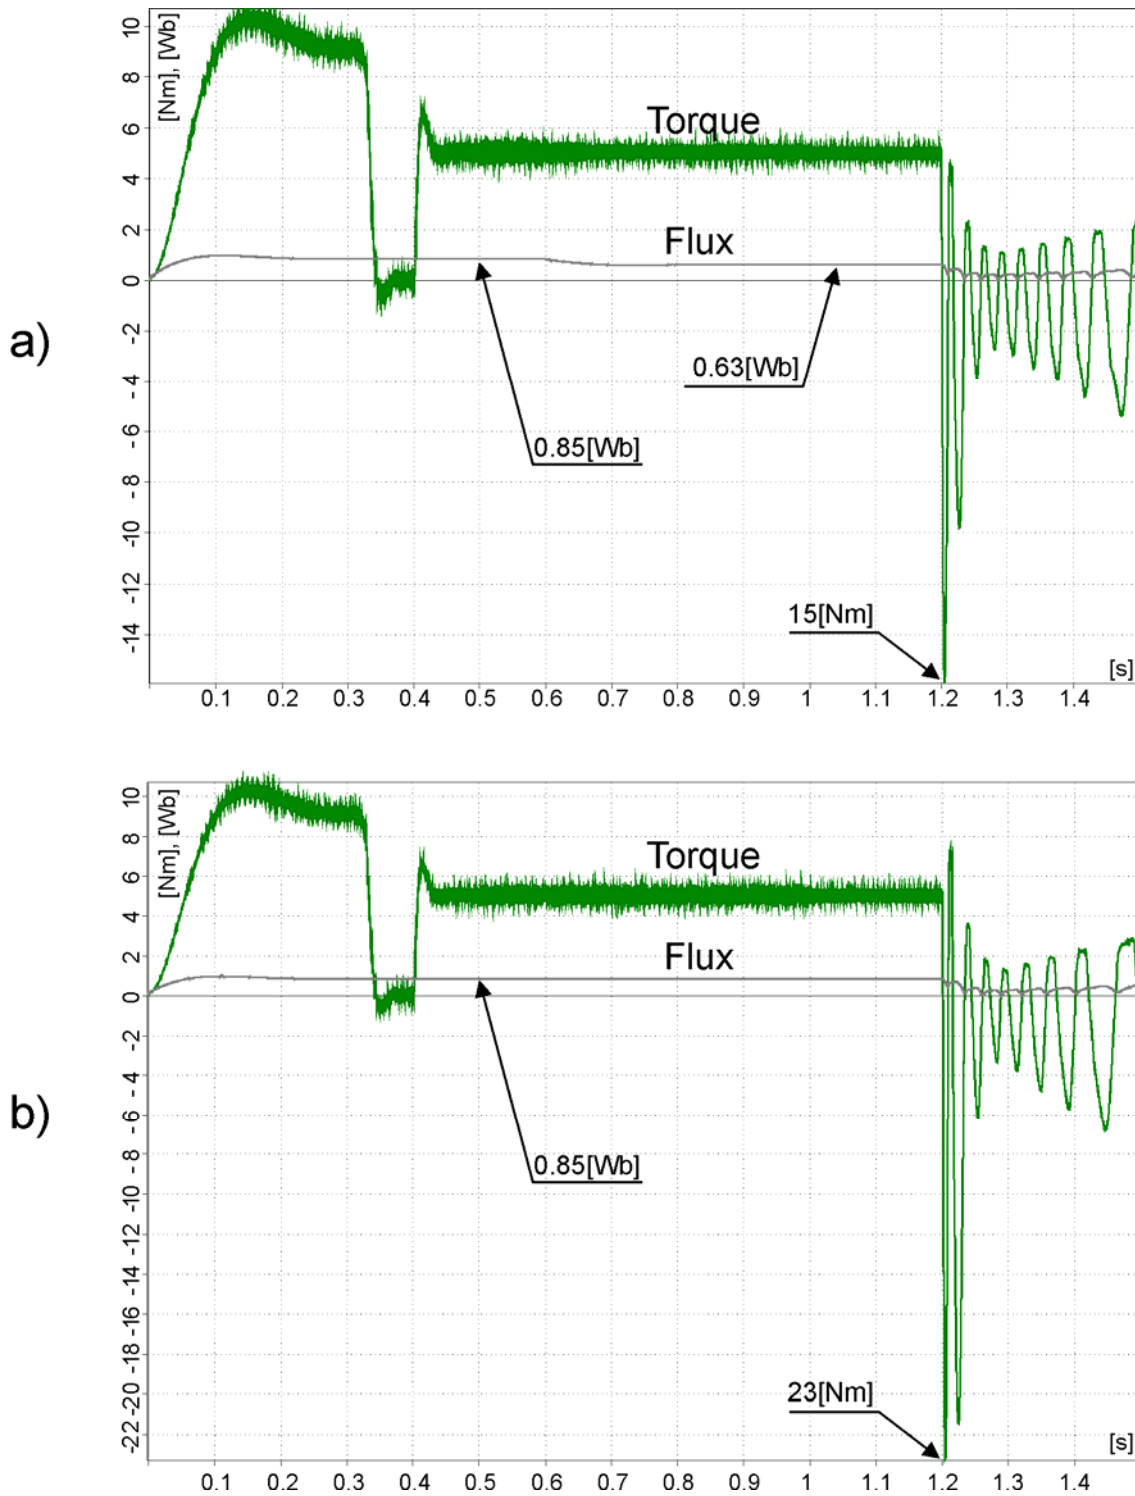 a)
[Nm], [Wb]
10
8
6
4
2
0
-2
-4
-6
-8
-10
-12
-14
Torque
Flux
0.63[Wb]
0.85[Wb]
15[Nm]
[s]
0.1 0.2 0.3 0.4 0.5 0.6 0.7 0.8 0.9 1 1.1 1.2 1.3 1.4
b)
[Nm], [Wb]
10
8
6
4
2
0
-2
-4
-6
-8
-10
-12
-14
-16
-18
-20
-22
Torque
Flux
0.85[Wb]
23[Nm]
[s]
0.1 0.2 0.3 0.4 0.5 0.6 0.7 0.8 0.9 1 1.1 1.2 1.3 1.4